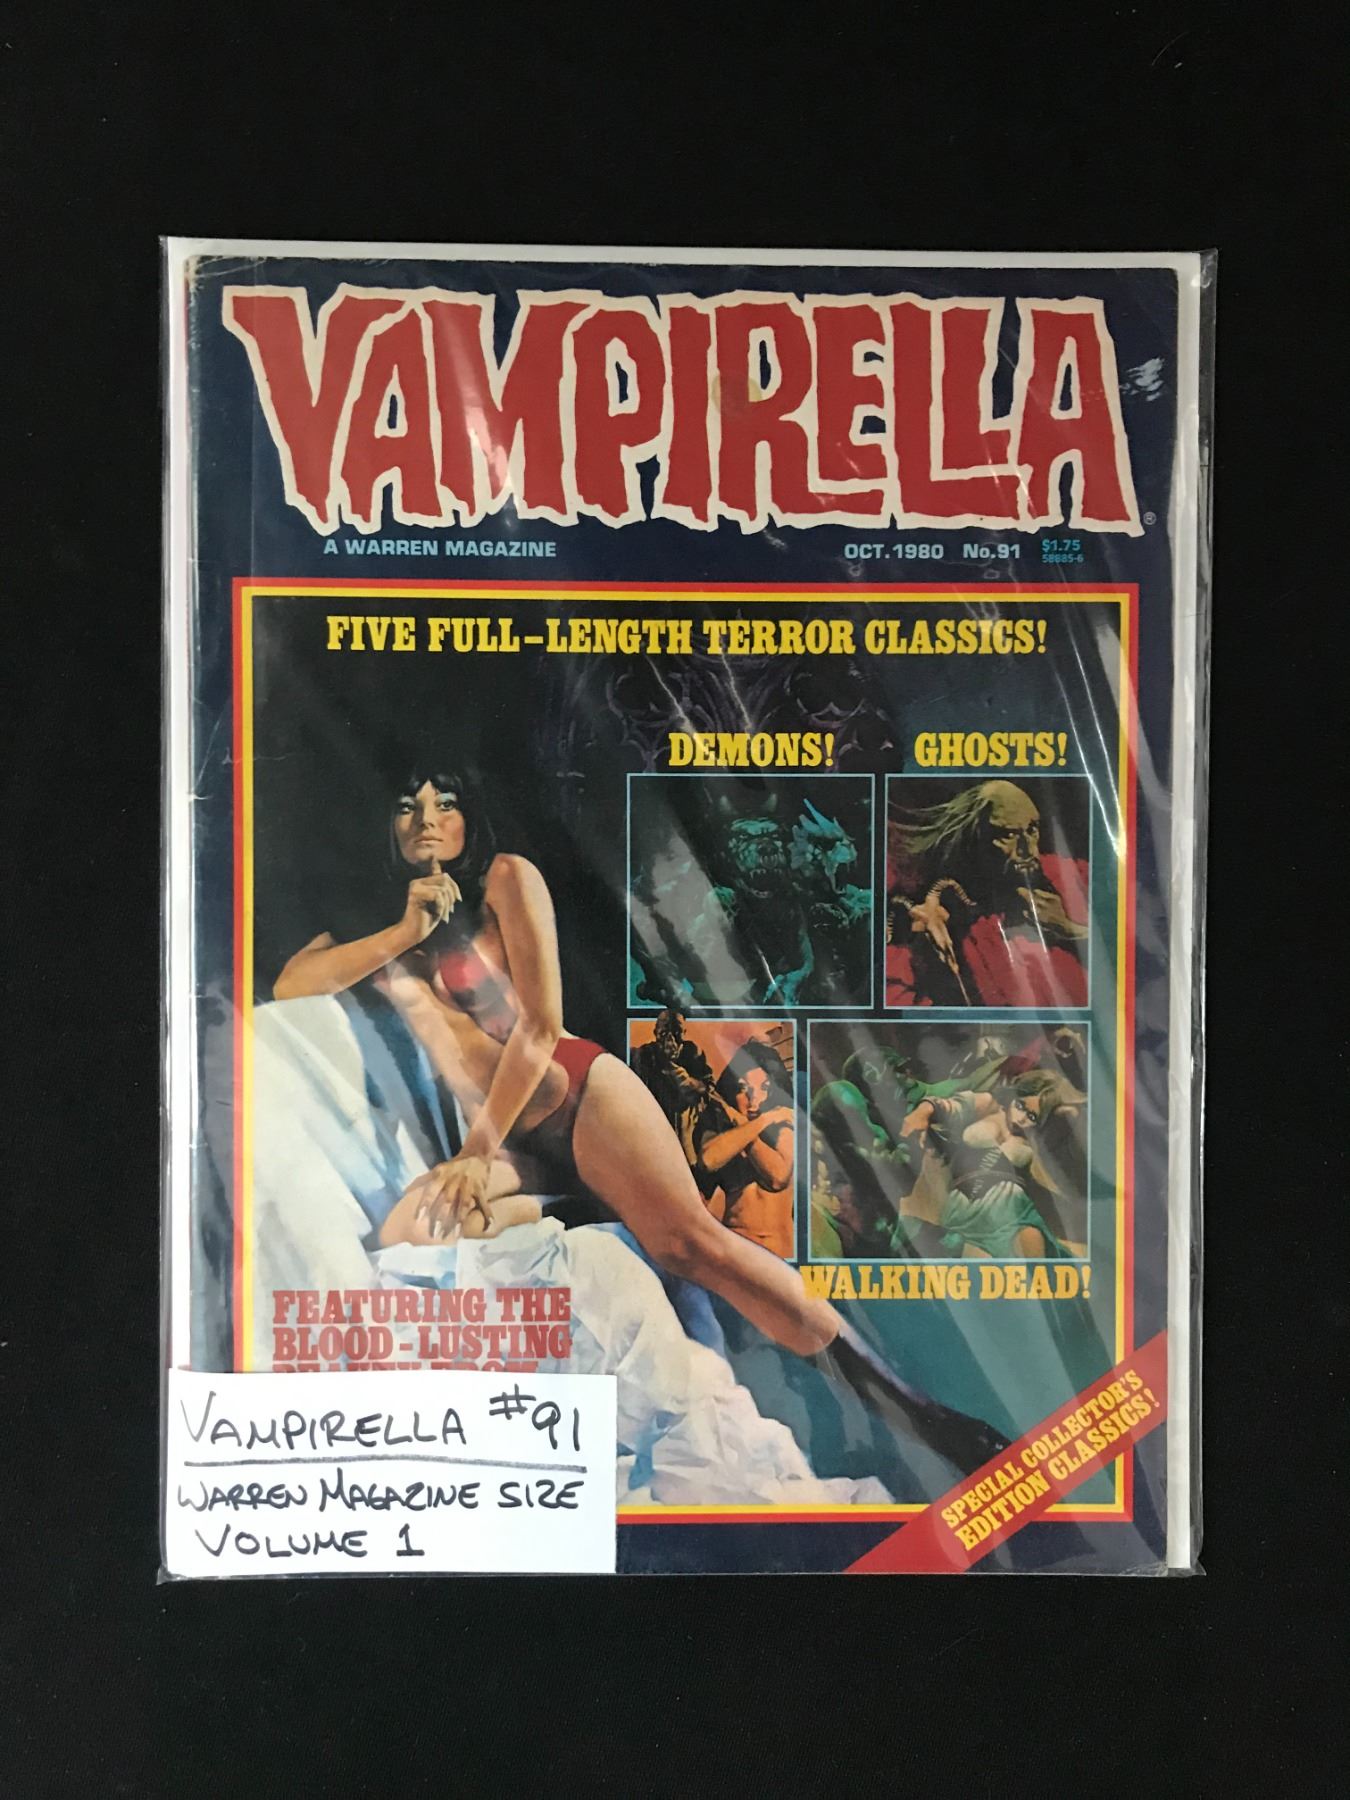 VAMPIRELLA ®
A WARREN MAGAZINE
OCT. 1980 No. 91 $1.75
58885-6
FIVE FULL-LENGTH TERROR CLASSICS!
DEMONS! GHOSTS!
WALKING DEAD!
FEATURING THE
BLOOD-LUSTING
SPECIAL COLLECTOR'S
EDITION CLASSICS!
VAMPIRELLA #91
WARREN MAGAZINE SIZE
VOLUME 1